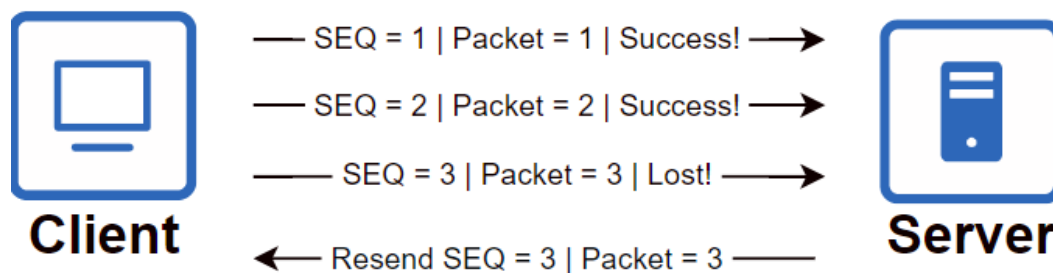 SEQ = 1 | Packet = 1 | Success!
SEQ = 2 | Packet = 2 | Success!
SEQ = 3 | Packet = 3 | Lost!
Resend SEQ = 3 | Packet = 3
Client
Server